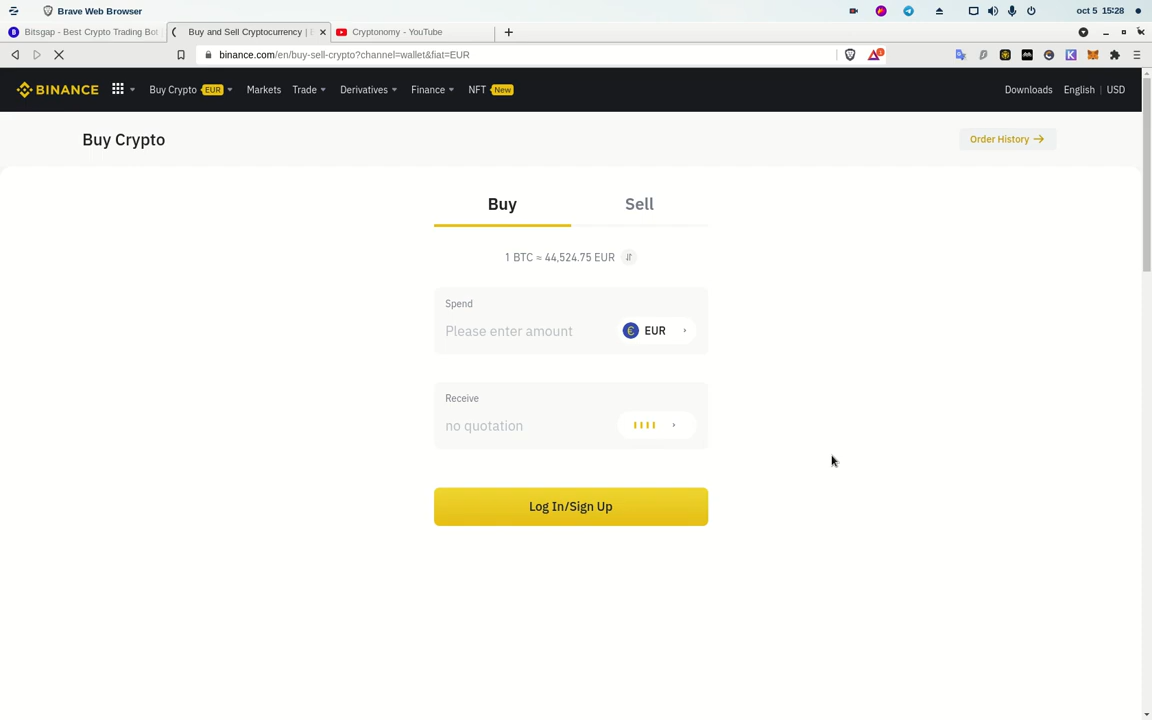 Brave Web Browser
oct 5 15:28
Bitsgap - Best Crypto Trading Bot
Buy and Sell Cryptocurrency |
Cryptonomy - YouTube
binance.com/en/buy-sell-crypto?channel=wallet&fiat=EUR
BINANCE
Buy Crypto EUR
Markets
Trade
Derivatives
Finance
NFT New
Downloads
English | USD
Buy Crypto
Order History
Buy
Sell
1 BTC ≈ 44,524.75 EUR
Spend
Please enter amount
EUR
Receive
no quotation
Log In/Sign Up